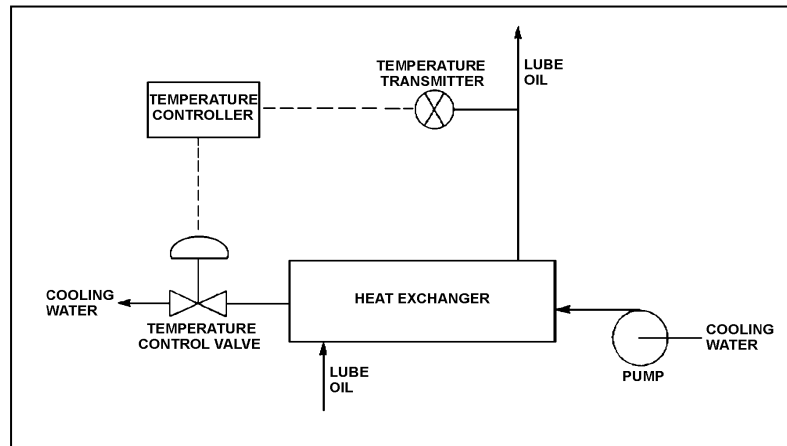 TEMPERATURE
TRANSMITTER
LUBE
OIL
TEMPERATURE
CONTROLLER
HEAT EXCHANGER
COOLING
WATER
TEMPERATURE
CONTROL VALVE
COOLING
WATER
LUBE
OIL
PUMP